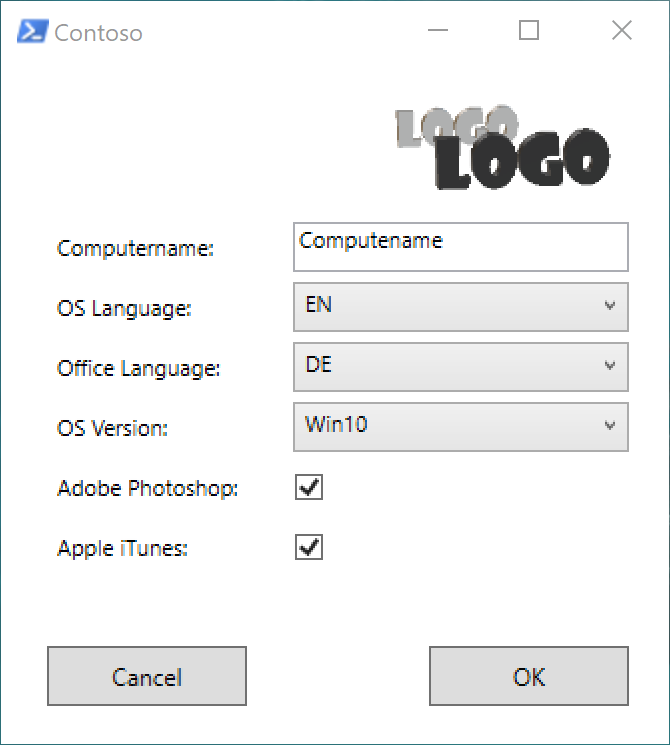 Contoso
LOGO
LOGO
Computername: Computename
OS Language: EN
Office Language: DE
OS Version: Win10
Adobe Photoshop:
Apple iTunes:
Cancel OK